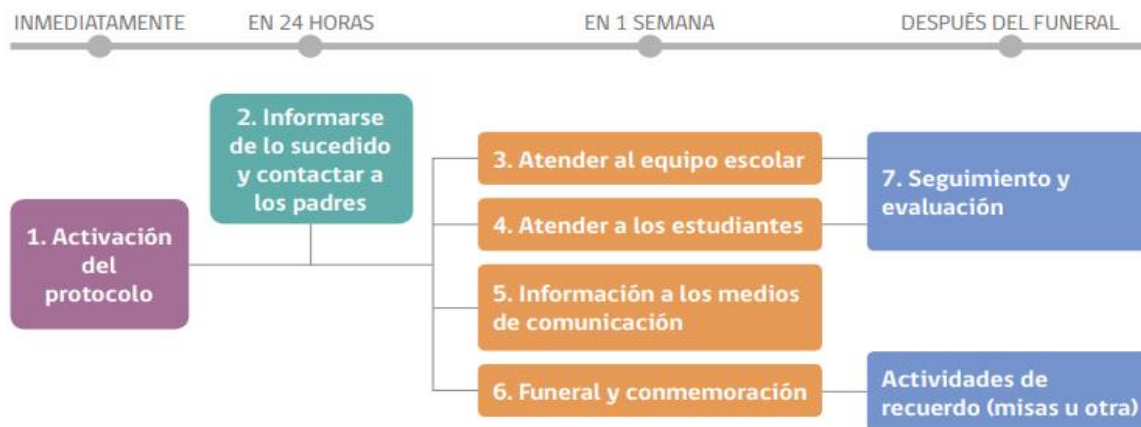 INMEDIATAMENTE
EN 24 HORAS
EN 1 SEMANA
DESPUÉS DEL FUNERAL
1. Activación
del
protocolo
2. Informarse
de lo sucedido
y contactar a
los padres
3. Atender al equipo escolar
4. Atender a los estudiantes
5. Información a los medios
de comunicación
6. Funeral y conmemoración
7. Seguimiento y
evaluación
Actividades de
recuerdo (misas u otra)